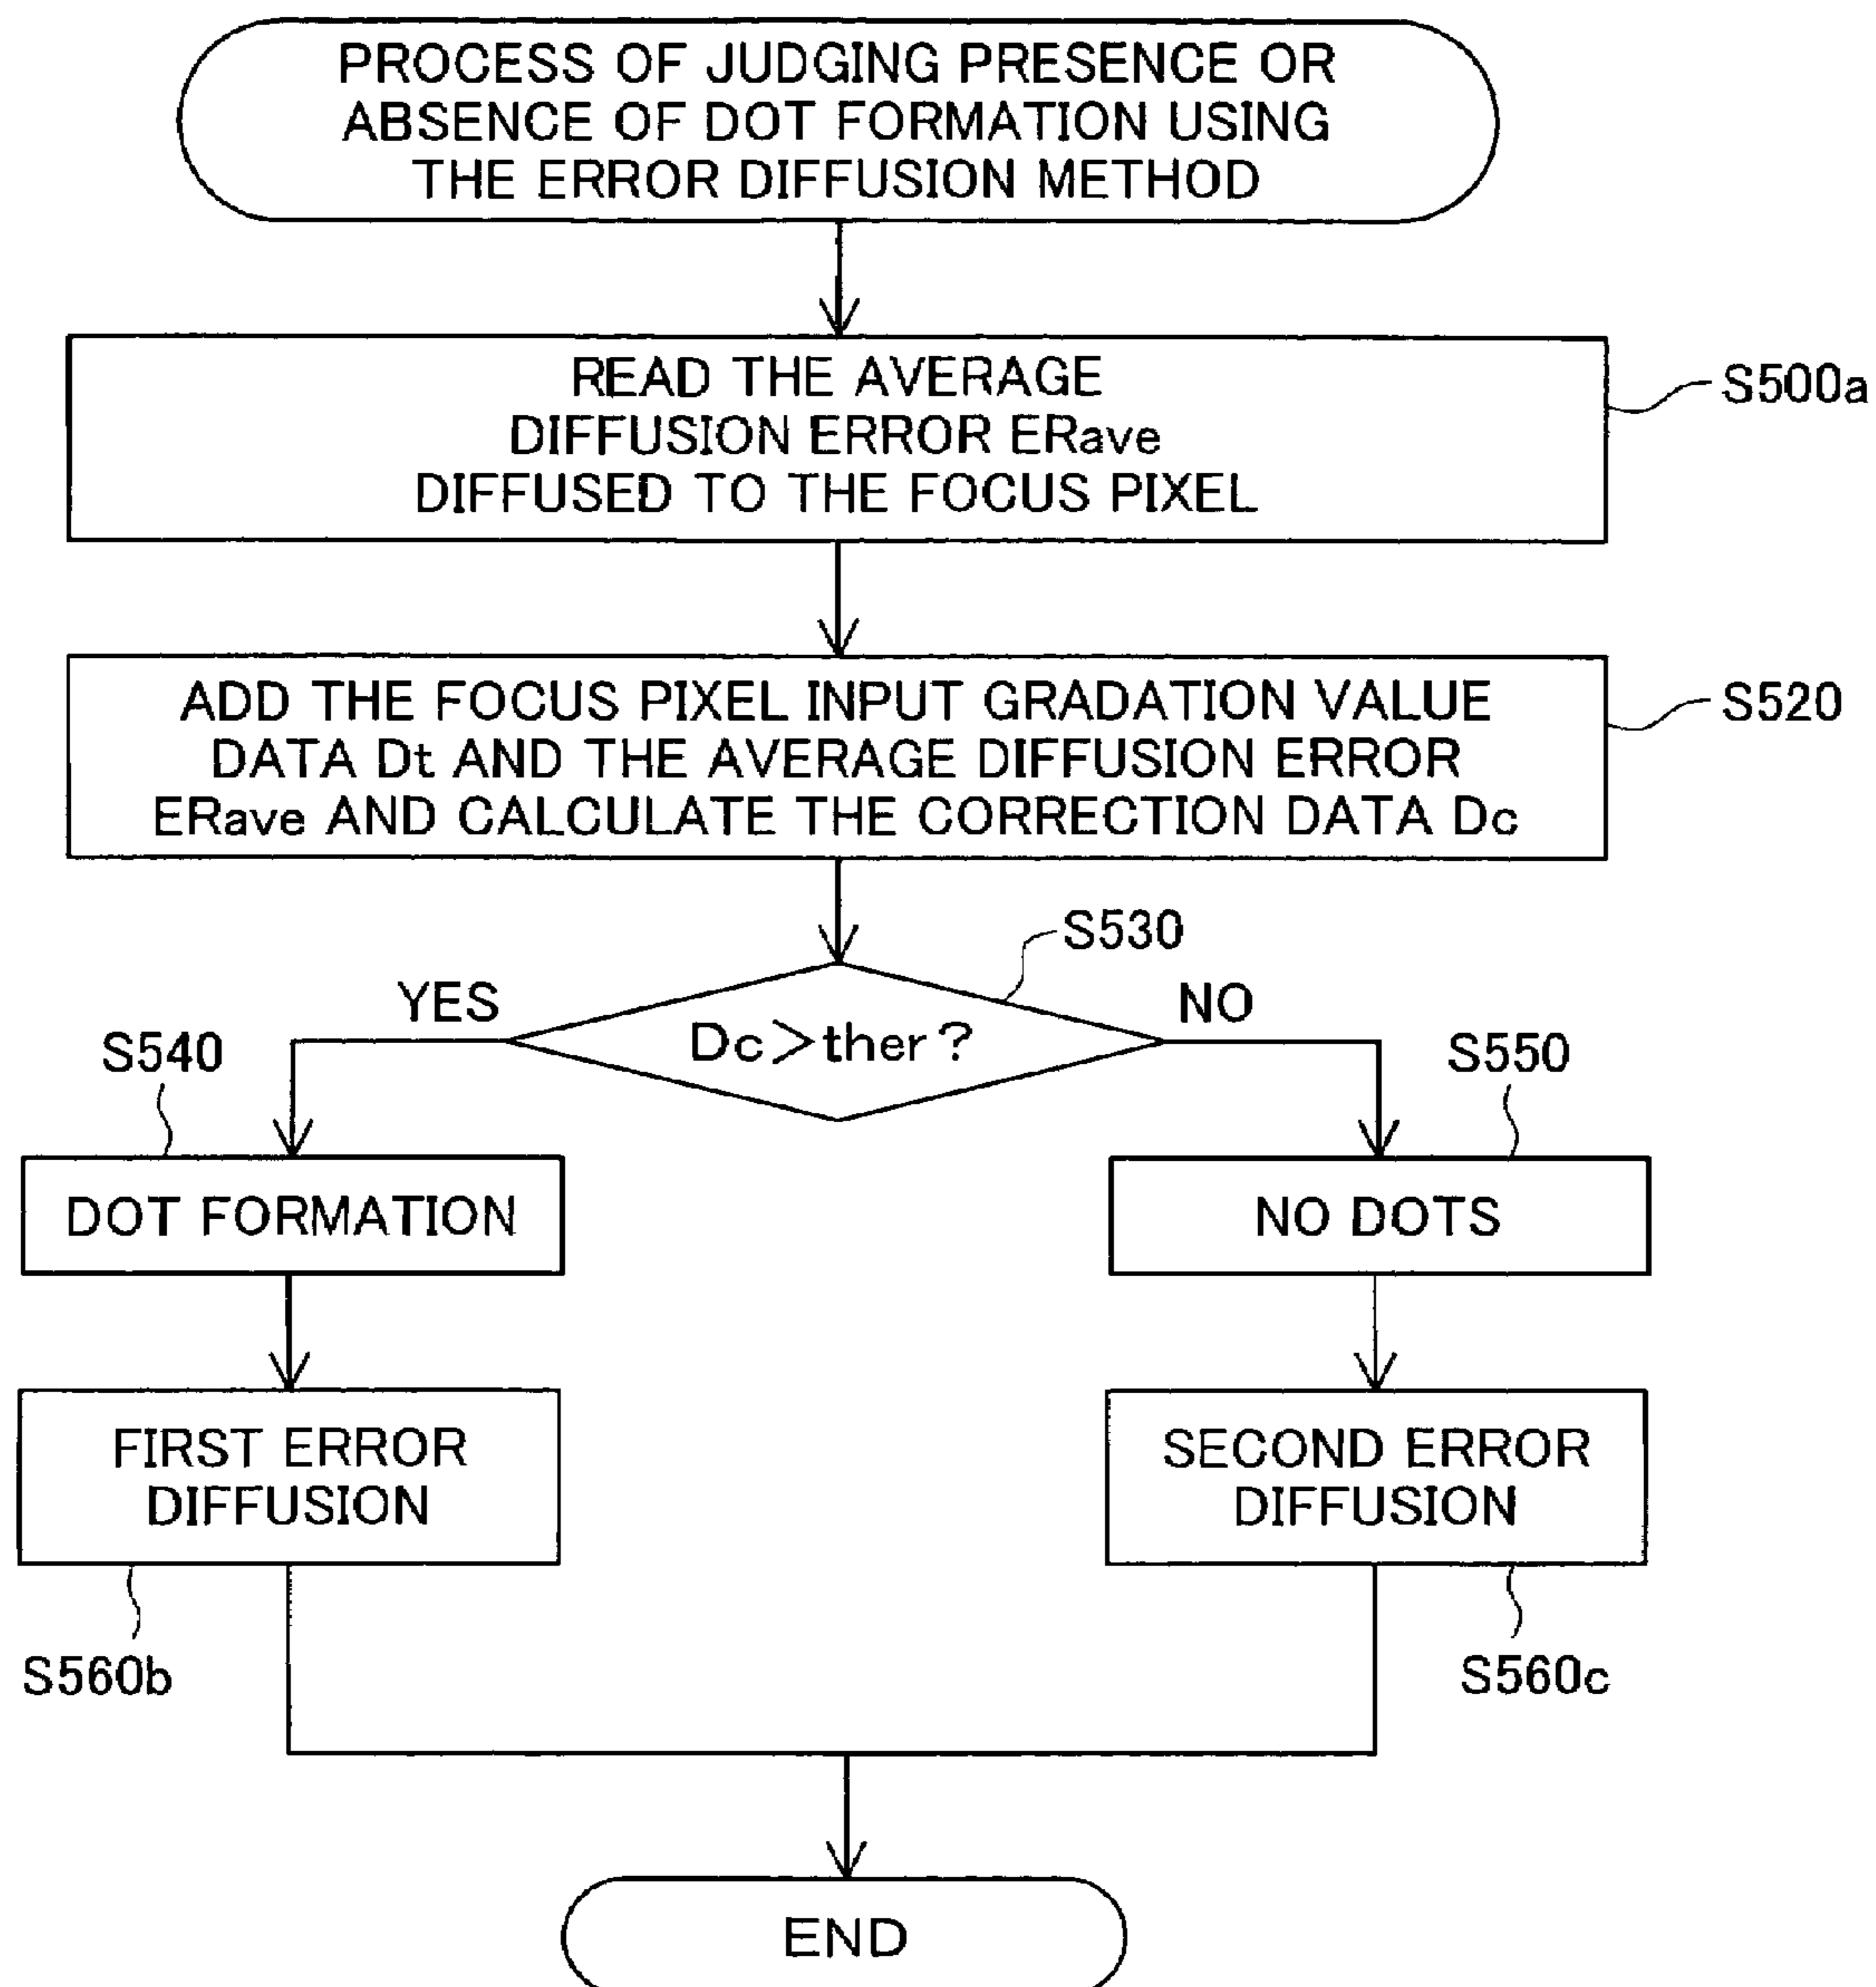 PROCESS OF JUDGING PRESENCE OR
ABSENCE OF DOT FORMATION USING
THE ERROR DIFFUSION METHOD
READ THE AVERAGE
DIFFUSION ERROR ERave
DIFFUSED TO THE FOCUS PIXEL
S500a
ADD THE FOCUS PIXEL INPUT GRADATION VALUE
DATA Dt AND THE AVERAGE DIFFUSION ERROR
ERave AND CALCULATE THE CORRECTION DATA Dc
S520
S530
YES
NO
Dc>ther?
S540
S550
DOT FORMATION
NO DOTS
FIRST ERROR
DIFFUSION
SECOND ERROR
DIFFUSION
S560b
S560c
END